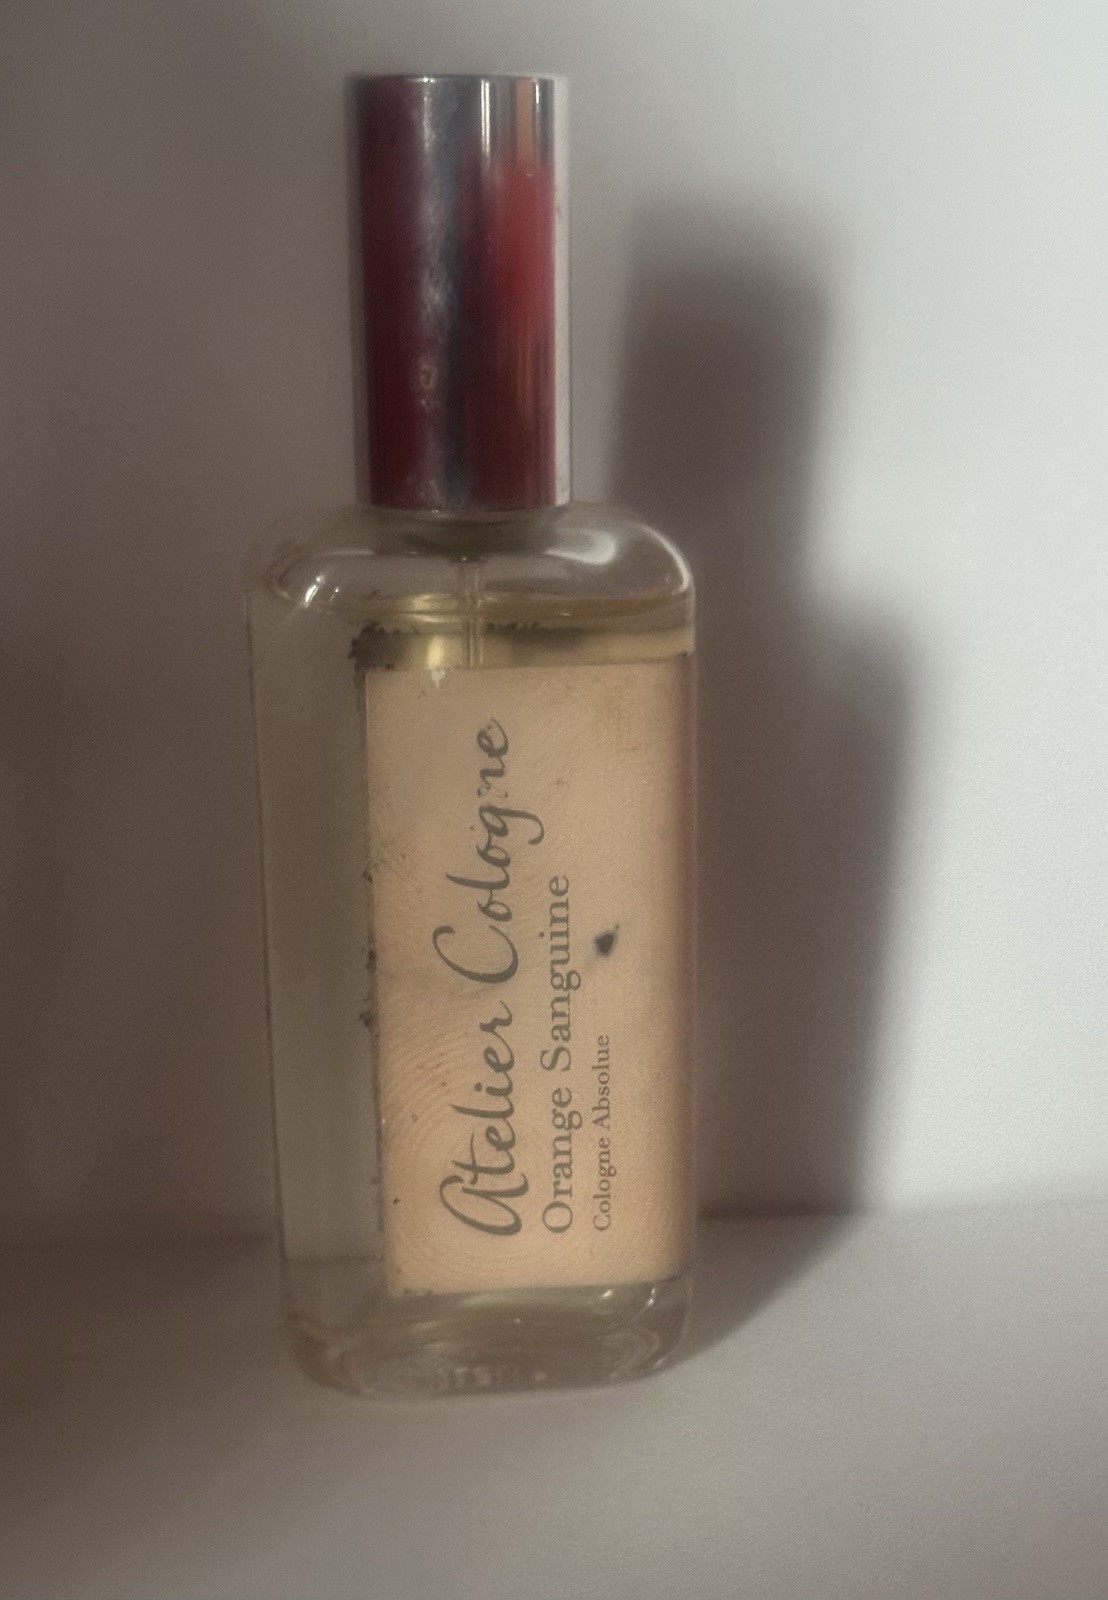 Atelier Cologne
Orange Sanguine
Cologne Absolue